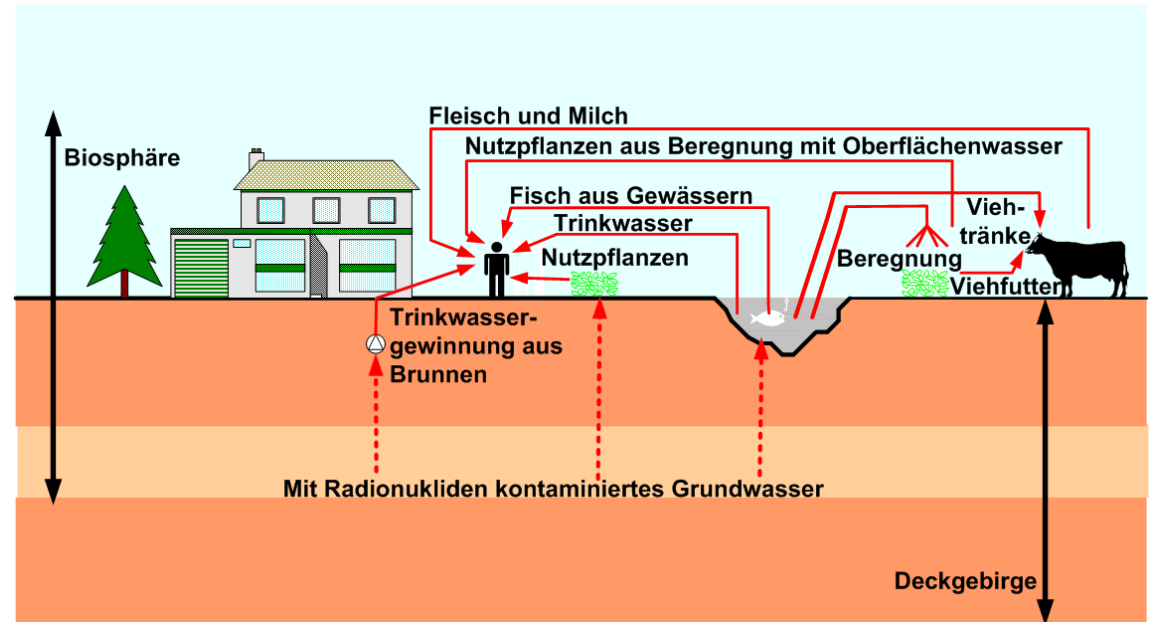 Fleisch und Milch
Nutzpflanzen aus Beregnung mit Oberflächenwasser
Biosphäre
Fisch aus Gewässern
Trinkwasser
Vieh-
tränke
Nutzpflanzen
Beregnung
Viehfutter
Trinkwasser-
gewinnung aus
Brunnen
Mit Radionukliden kontaminiertes Grundwasser
Deckgebirge